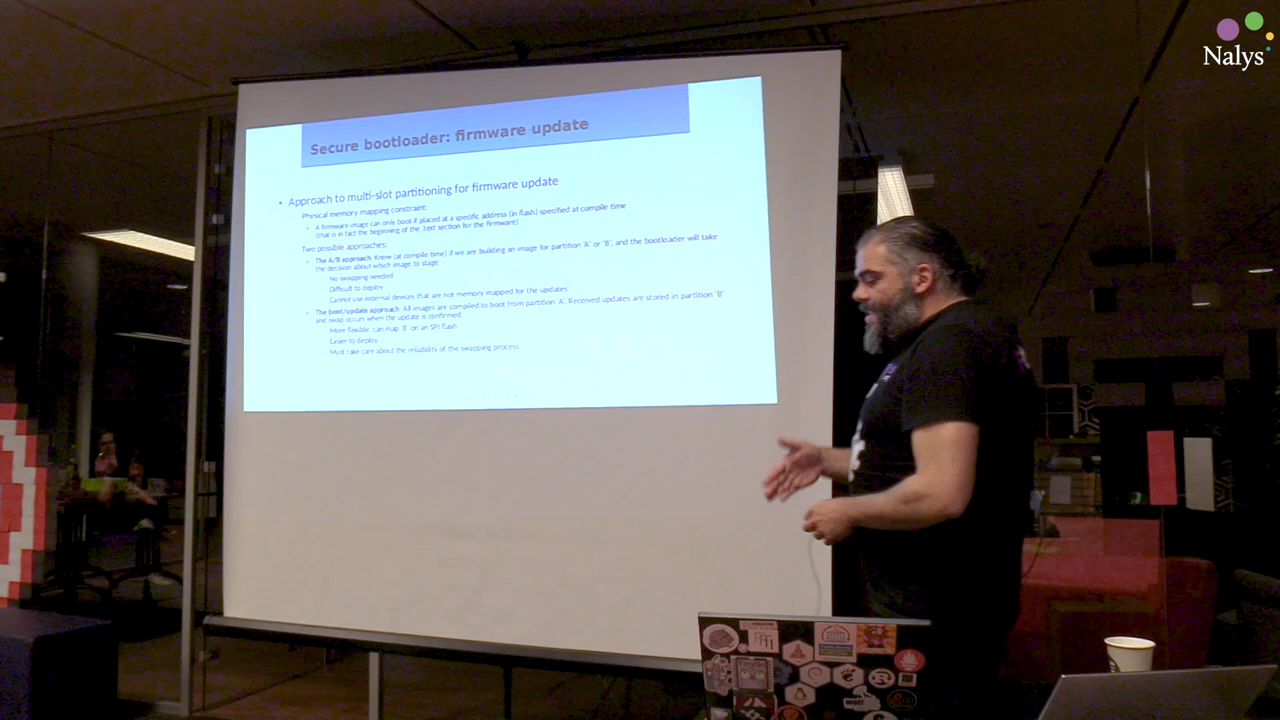 Nalys
Secure bootloader: firmware update
• Approach to multi-slot partitioning for firmware update
Physical memory mapping constraint:
A firmware image can only boot if placed at a specific address (in flash) specified at compile time
(that is in fact the beginning of the .text section for the firmware)
Two possible approaches:
The A/B approach: Know (at compile time) if we are building an image for partition 'A' or 'B', and the bootloader will take
the decision about which image to stage
No swapping needed
Difficult to deploy
Cannot use external devices that are not memory mapped for the updates
The boot/update approach: All images are compiled to boot from partition 'A'. Received updates are stored in partition 'B'
and swap occurs when the update is confirmed
More flexible: can map 'B' on an SPI flash
Easier to deploy
Must take care about the reliability of the swapping process
wolf